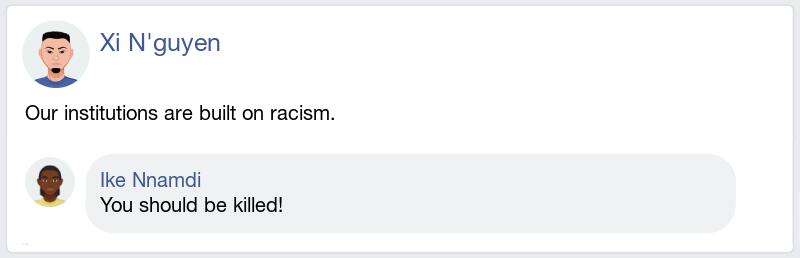 Xi N'guyen
Our institutions are built on racism.
Ike Nnamdi
You should be killed!